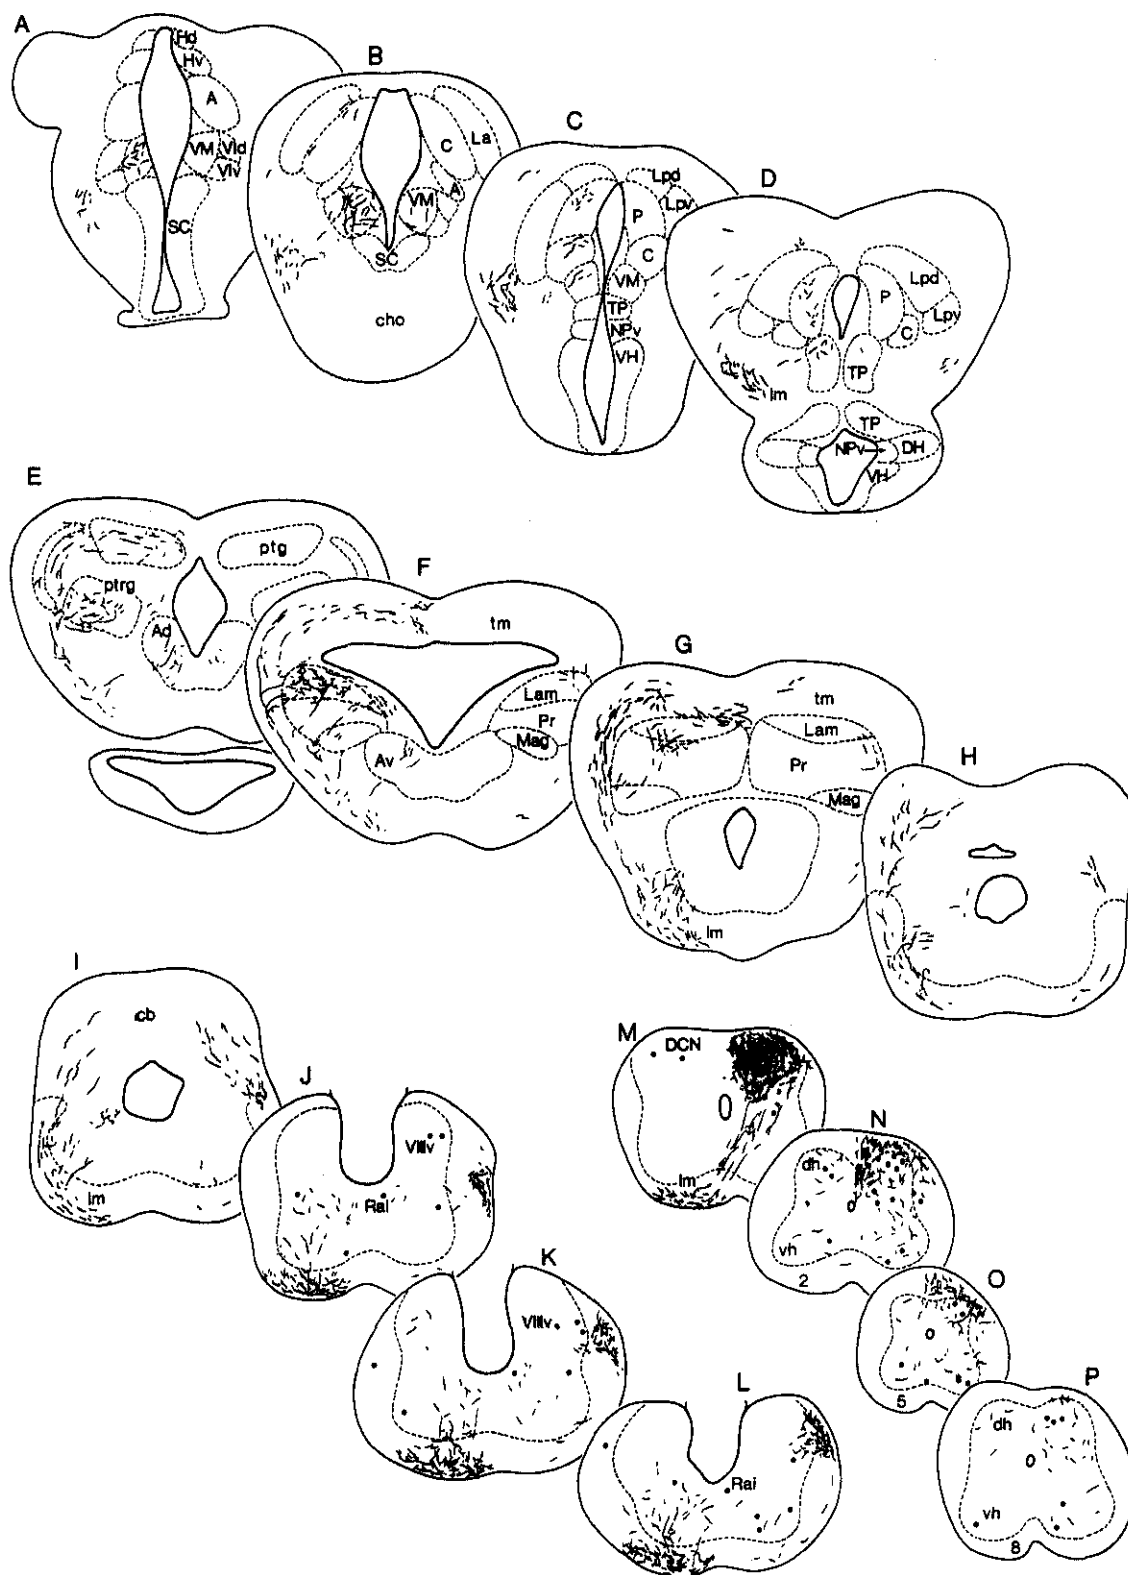 A
Hd
Hv
A
VM
Vld
Vlv
SC
B
C
La
A
VM
SC
cho
C
Lpd
Lpv
P
C
VM
TP
NPv
VH
D
Lpd
P
Lpv
C
lm
TP
TP
NPv
DH
VH
E
ptg
ptrg
Ad
F
tm
Lam
Pr
Mag
Av
G
tm
Lam
Pr
Mag
lm
H
I
cb
lm
J
VIIIv
Rai
K
VIIIv
L
Rai
M
DCN
lm
N
dh
vh
2
O
5
P
dh
vh
8